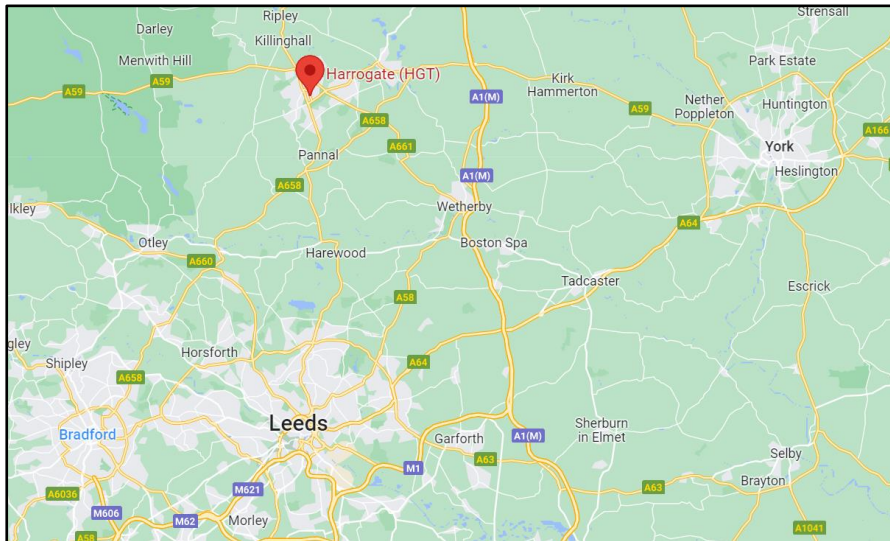 Ripley
Strensall
Darley
Killinghall
Menwith Hill
Park Estate
A59
A59
Harrogate (HGT)
Kirk
Hammerton
A1(M)
Nether
Poppleton
Huntington
A59
A658
A166
A661
York
Pannal
Heslington
A658
A1(M)
Wetherby
Ilkley
A64
Otley
Harewood
Boston Spa
A660
Tadcaster
Escrick
A58
gley
Horsforth
Shipley
A64
A658
Leeds
Bradford
Garforth
A1(M)
Sherburn
in Elmet
Selby
M1
A63
A63
Brayton
A6036
M621
M606
M62
Morley
A58
A1041